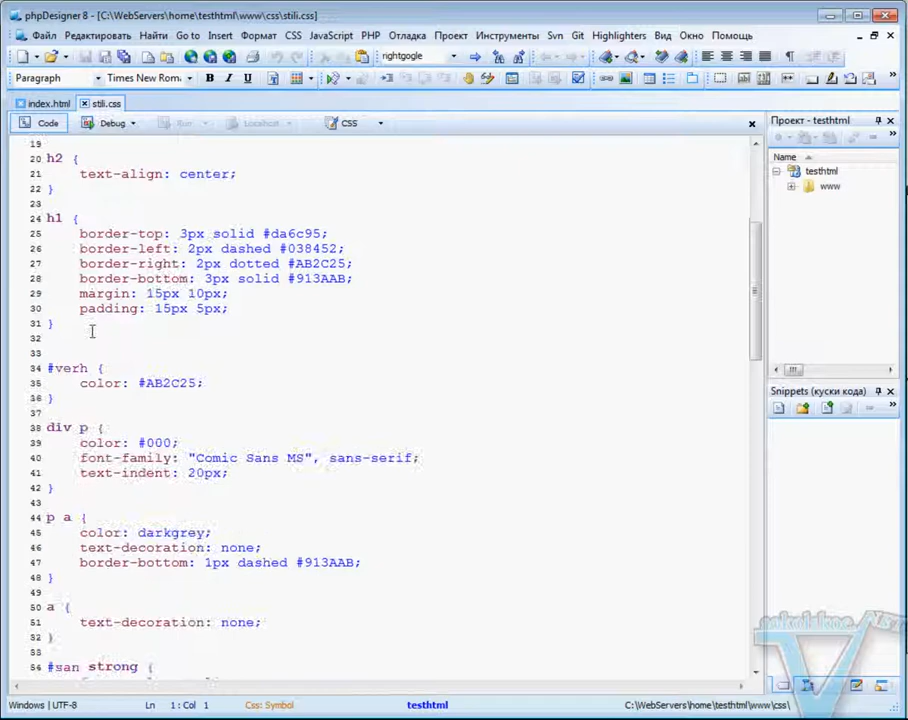 phpDesigner 8 - [C:\WebServers\home\testhtml\www\css\stili.css]
Файл Редактировать Найти Go to Insert Формат CSS JavaScript PHP Отладка Проект Инструменты Svn Git Highlighters Вид Окно Помощь
rightgogle
Paragraph Times New Roma B I U
index.html stili.css
Code Debug Run Localhost CSS
19
20 h2 {
21 text-align: center;
22 }
23
24 h1 {
25 border-top: 3px solid #da6c95;
26 border-left: 2px dashed #038452;
27 border-right: 2px dotted #AB2C25;
28 border-bottom: 3px solid #913AAB;
29 margin: 15px 10px;
30 padding: 15px 5px;
31 }
32
33
34 #verh {
35 color: #AB2C25;
36 }
37
38 div p {
39 color: #000;
40 font-family: "Comic Sans MS", sans-serif;
41 text-indent: 20px;
42 }
43
44 p a {
45 color: darkgrey;
46 text-decoration: none;
47 border-bottom: 1px dashed #913AAB;
48 }
49
50 a {
51 text-decoration: none;
52 }
53
54 #san strong {
Проект - testhtml
Name
testhtml
www
Snippets (куски кода)
Windows | UTF-8 Ln 1 : Col 1 Css: Symbol testhtml C:\WebServers\home\testhtml\www\css\